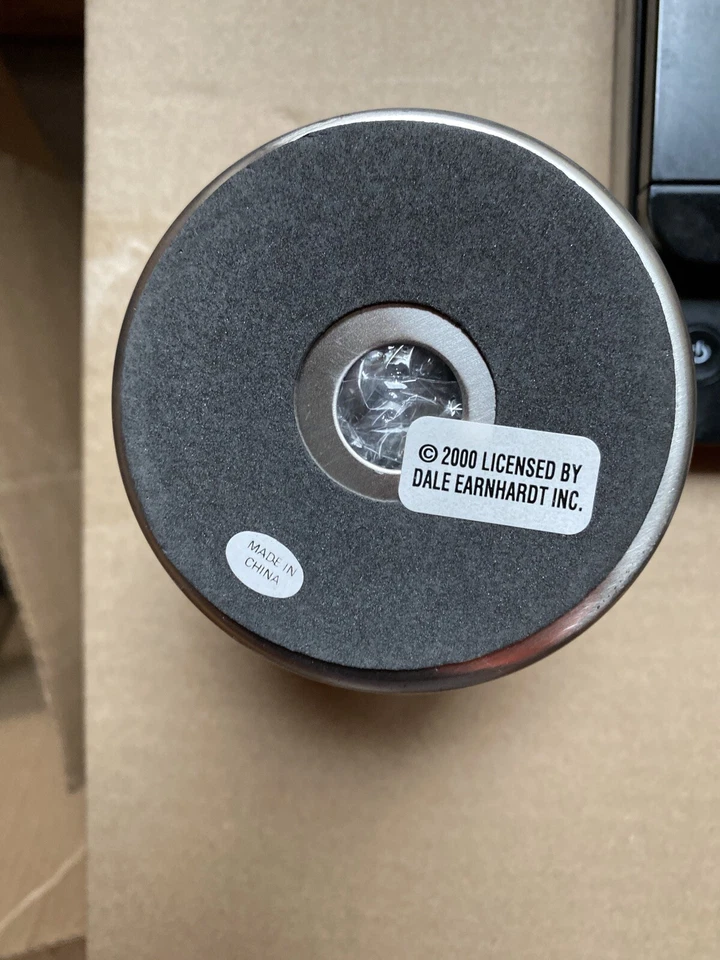 © 2000 LICENSED BY
DALE EARNHARDT INC.
MADE IN
CHINA